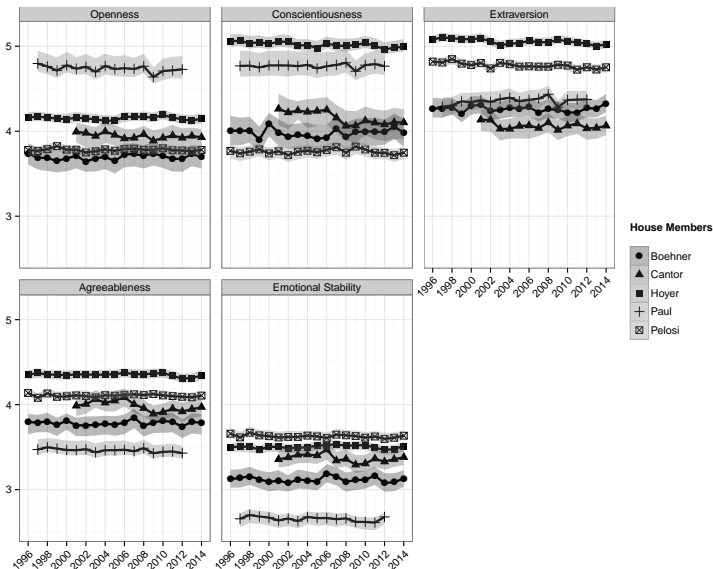 Openness
Conscientiousness
Extraversion
5
4
3
1996 1998 2000 2002 2004 2006 2008 2010 2012 2014
House Members
Boehner
Cantor
Hoyer
Paul
Pelosi
Agreeableness
Emotional Stability
5
4
3
1996 1998 2000 2002 2004 2006 2008 2010 2012 2014
1996 1998 2000 2002 2004 2006 2008 2010 2012 2014